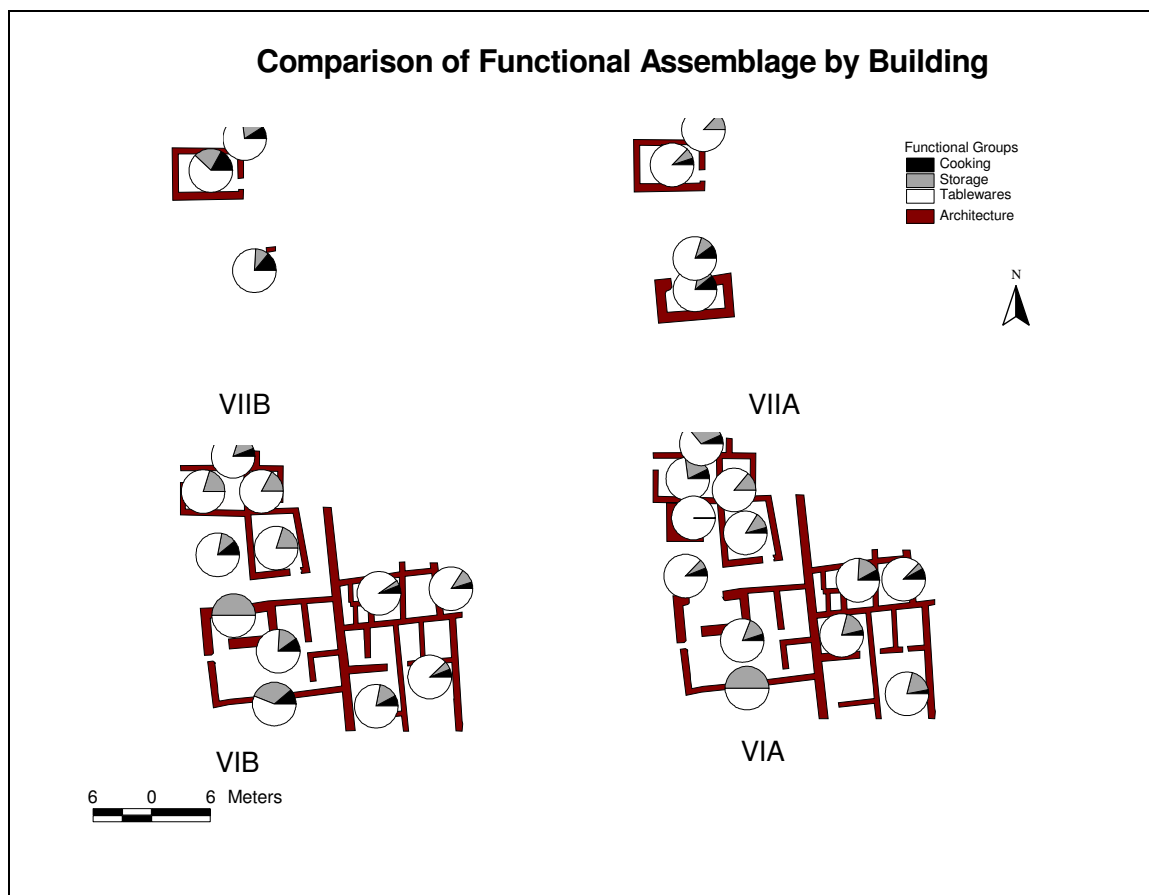 Comparison of Functional Assemblage by Building
Functional Groups
Cooking
Storage
Tablewares
Architecture
N
VIIB
VIIA
VIB
VIA
6 0 6 Meters